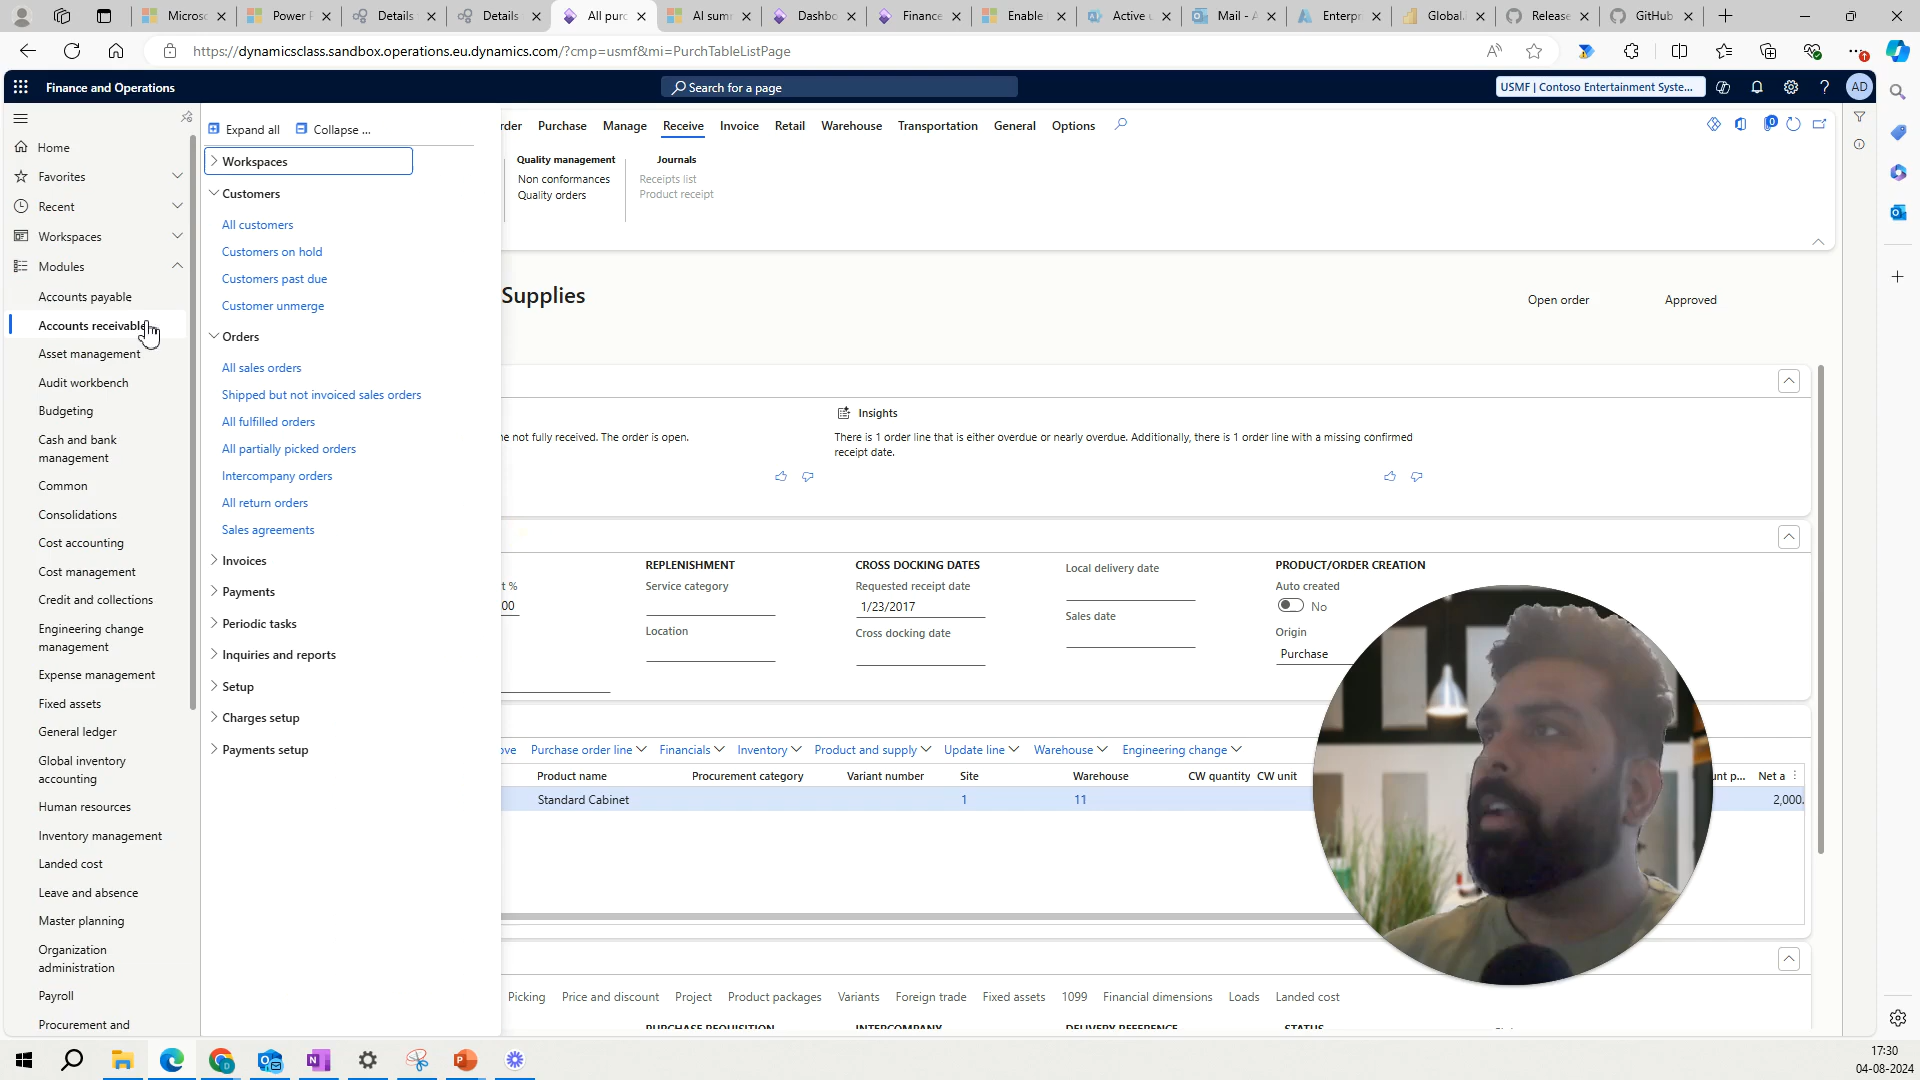 Microso
Power P
Details
Details
All purc
AI sum
Dashbo
Finance
Enable
Active u
Mail - A
Enterpr
Global.
Release
GitHub
https://dynamicsclass.sandbox.operations.eu.dynamics.com/?cmp=usmf&mi=PurchTableListPage
Finance and Operations
Search for a page
USMF | Contoso Entertainment Syste...
AD
Expand all
Collapse ...
rder
Purchase
Manage
Receive
Invoice
Retail
Warehouse
Transportation
General
Options
0
Home
Favorites
Recent
Workspaces
Modules
Accounts payable
Accounts receivable
Asset management
Audit workbench
Budgeting
Cash and bank
management
Common
Consolidations
Cost accounting
Cost management
Credit and collections
Engineering change
management
Expense management
Fixed assets
General ledger
Global inventory
accounting
Human resources
Inventory management
Landed cost
Leave and absence
Master planning
Organization
administration
Payroll
Procurement and
Workspaces
Customers
All customers
Customers on hold
Customers past due
Customer unmerge
Orders
All sales orders
Shipped but not invoiced sales orders
All fulfilled orders
All partially picked orders
Intercompany orders
All return orders
Sales agreements
Invoices
Payments
Periodic tasks
Inquiries and reports
Setup
Charges setup
Payments setup
Quality management
Non conformances
Quality orders
Journals
Receipts list
Product receipt
Supplies
Open order
Approved
Insights
e not fully received. The order is open.
There is 1 order line that is either overdue or nearly overdue. Additionally, there is 1 order line with a missing confirmed
receipt date.
t %
00
REPLENISHMENT
Service category
Location
CROSS DOCKING DATES
Requested receipt date
1/23/2017
Cross docking date
Local delivery date
Sales date
PRODUCT/ORDER CREATION
Auto created
No
Origin
Purchase
ove
Purchase order line
Financials
Inventory
Product and supply
Update line
Warehouse
Engineering change
Product name
Procurement category
Variant number
Site
Warehouse
CW quantity
CW unit
unt p...
Net a
Standard Cabinet
1
11
2,000.
Picking
Price and discount
Project
Product packages
Variants
Foreign trade
Fixed assets
1099
Financial dimensions
Loads
Landed cost
PURCHASE REQUISITION
INTERCOMPANY
DELIVERY REFERENCE
STATUS
17:30
04-08-2024